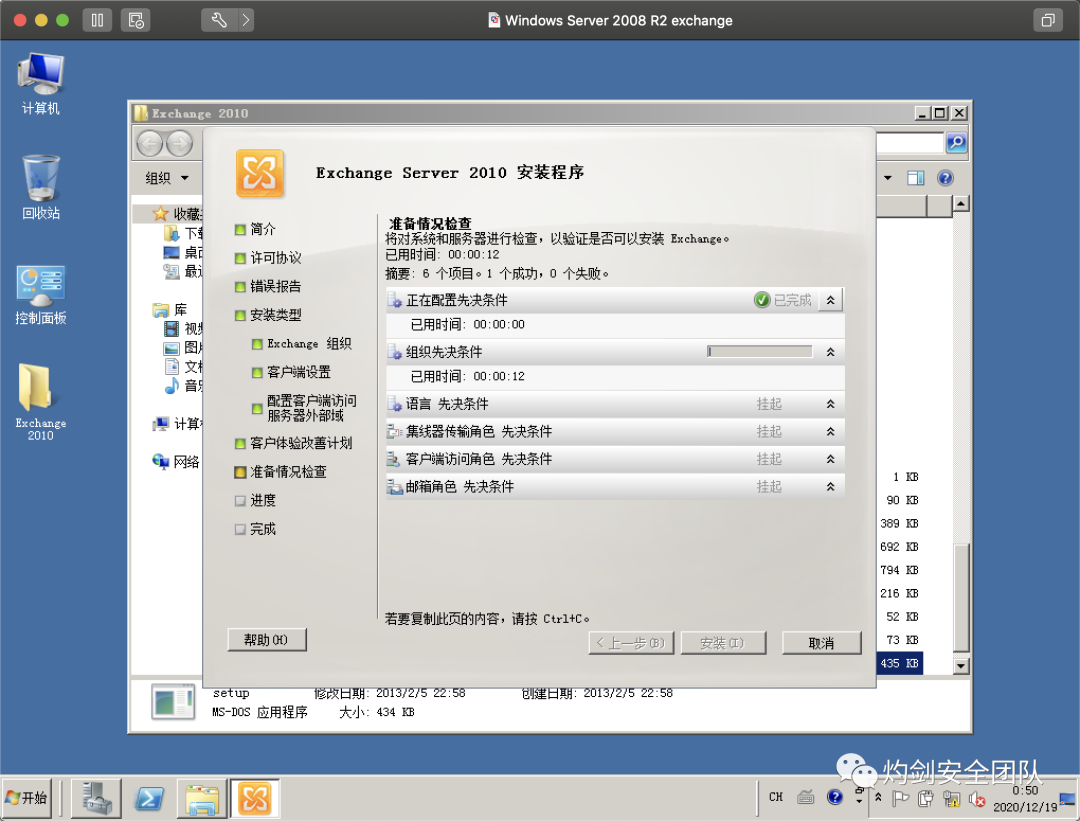 Windows Server 2008 R2 exchange
计算机
回收站
控制面板
Exchange
2010
Exchange 2010
组织
收藏
下
桌
最
库
视
图
文
音
计算
网络
Exchange Server 2010 安装程序
简介
许可协议
错误报告
安装类型
Exchange 组织
客户端设置
配置客户端访问
服务器外部域
客户体验改善计划
准备情况检查
进度
完成
帮助(H)
准备情况检查
将对系统和服务器进行检查，以验证是否可以安装 Exchange。
已用时间: 00:00:12
摘要: 6 个项目。1 个成功，0 个失败。
正在配置先决条件 已完成
已用时间: 00:00:00
组织先决条件
已用时间: 00:00:12
语言 先决条件 挂起
集线器传输角色 先决条件 挂起
客户端访问角色 先决条件 挂起
邮箱角色 先决条件 挂起
若要复制此页的内容，请按 Ctrl+C。
< 上一步(B) 安装(I) 取消
1 KB
90 KB
389 KB
692 KB
794 KB
216 KB
52 KB
73 KB
435 KB
setup 修改日期: 2013/2/5 22:58 创建日期: 2013/2/5 22:58
MS-DOS 应用程序 大小: 434 KB
灼剑安全团队
开始
CH
0:50
2020/12/19